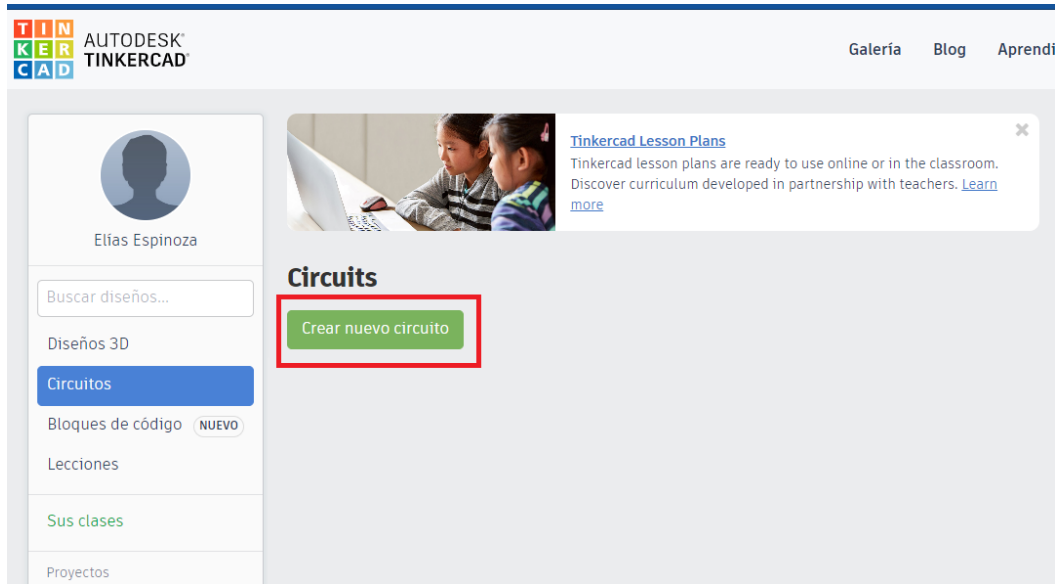 TIN
KER
CAD
AUTODESK®
TINKERCAD®
Galería Blog
Elías Espinoza
Buscar diseños...
Diseños 3D
Circuitos
Bloques de código NUEVO
Lecciones
Sus clases
Proyectos
Tinkercad Lesson Plans
Tinkercad lesson plans are ready to use online or in the classroom.
Discover curriculum developed in partnership with teachers. Learn
more
Circuits
Crear nuevo circuito